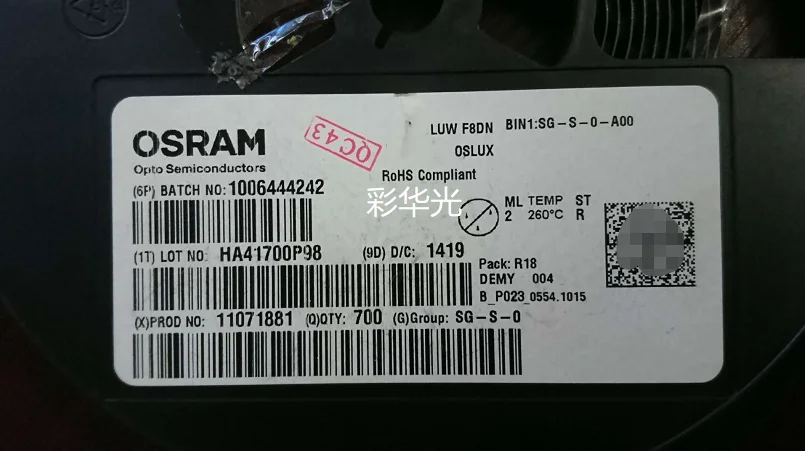 OSRAM
Opto Semiconductors
QC 43
LUW F8DN BIN1:SG-S-0-A00
OSLUX
RoHS Compliant
(6P) BATCH NO: 1006444242
彩华光
ML TEMP ST
2 260°C R
(1T) LOT NO: HA41700P98 (9D) D/C: 1419
Pack: R18
DEMY 004
B_P023_0554.1015
(X)PROD NO: 11071881 (Q)QTY: 700 (G)Group: SG-S-0